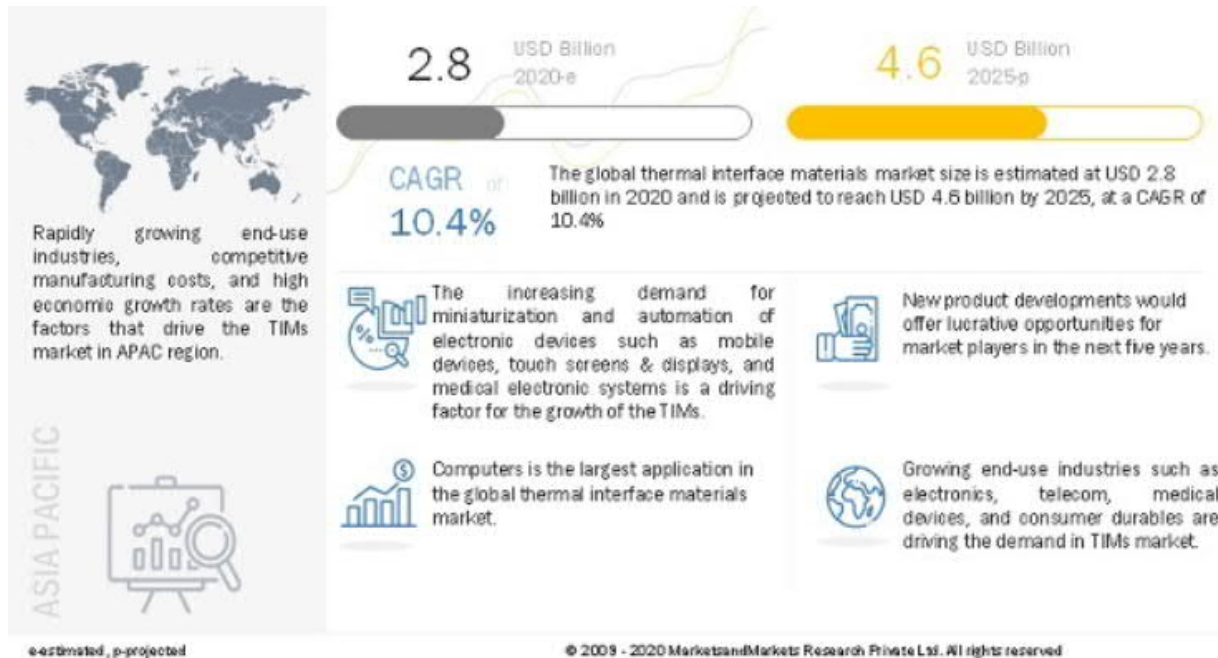 2.8
USD Billion
2020-e
4.6
USD Billion
2025-p
CAGR of
10.4%
The global thermal interface materials market size is estimated at USD 2.8
billion in 2020 and is projected to reach USD 4.6 billion by 2025, at a CAGR of
10.4%
Rapidly growing end-use
industries, competitive
manufacturing costs, and high
economic growth rates are the
factors that drive the TIMs
market in APAC region.
ASIA PACIFIC
The increasing demand for
miniaturization and automation of
electronic devices such as mobile
devices, touch screens & displays, and
medical electronic systems is a driving
factor for the growth of the TIMs.
New product developments would
offer lucrative opportunities for
market players in the next five years.
Computers is the largest application in
the global thermal interface materials
market.
Growing end-use industries such as
electronics, telecom, medical
devices, and consumer durables are
driving the demand in TIMs market.
e-estimated, p-projected
© 2009 - 2020 MarketsandMarkets Research Private Ltd. All rights reserved